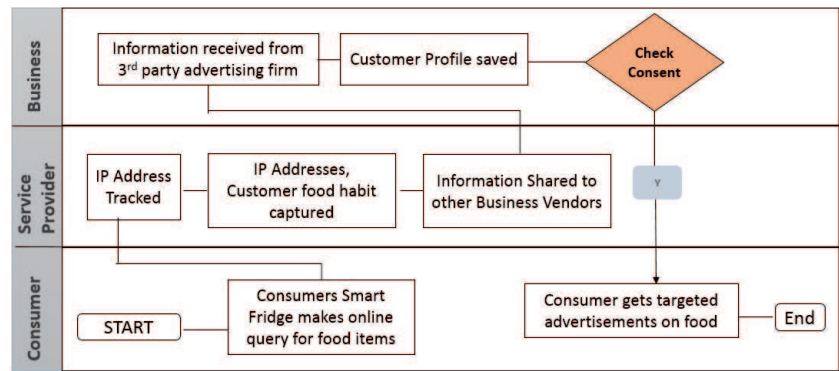 Business
Information received from
3rd party advertising firm
Customer Profile saved
Check
Consent
Service
Provider
IP Address
Tracked
IP Addresses,
Customer food habit
captured
Information Shared to
other Business Vendors
Y
Consumer
START
Consumers Smart
Fridge makes online
query for food items
Consumer gets targeted
advertisements on food
End